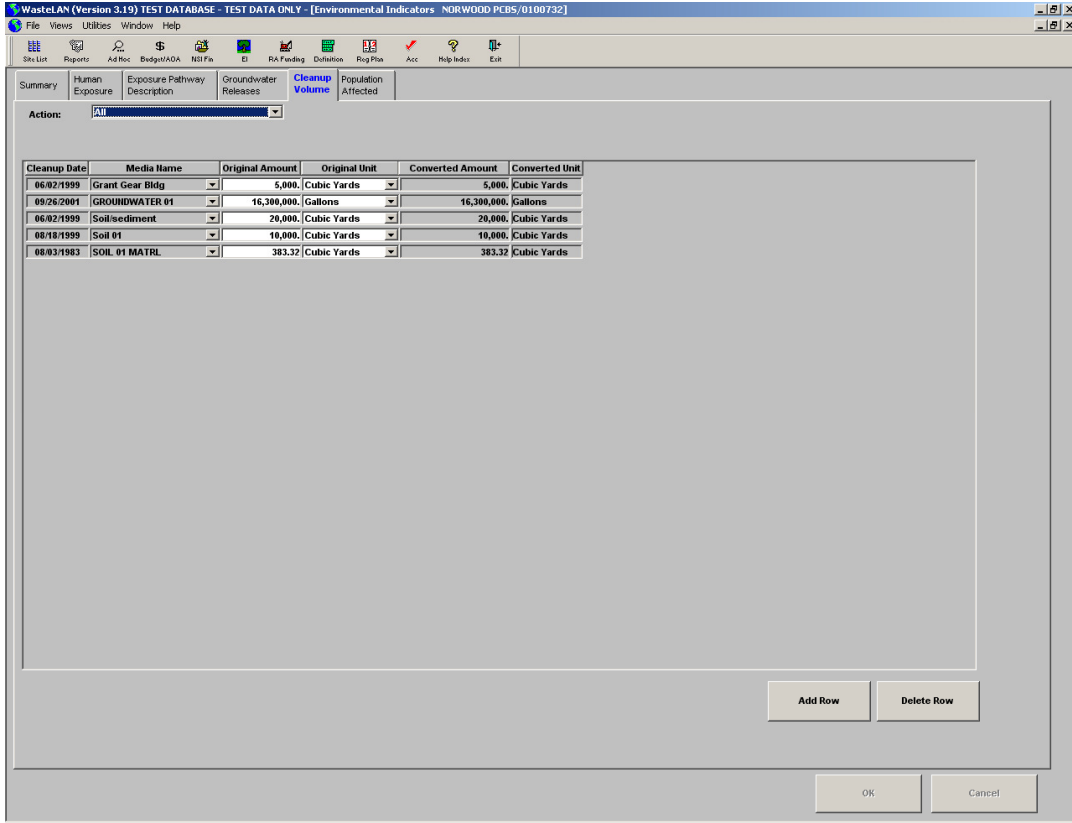 WasteLAN (Version 3.19) TEST DATABASE - TEST DATA ONLY - [Environmental Indicators NORWOOD PCBS/0100732]
File Views Utilities Window Help
Site List Reports Ad Hoc Budget/AOA NSI Fin EI RA Funding Definition Reg Plan Acc Help Index Exit
Summary Human Exposure Exposure Pathway Description Groundwater Releases Cleanup Volume Population Affected
Action: All
Cleanup Date Media Name Original Amount Original Unit Converted Amount Converted Unit
06/02/1999 Grant Gear Bldg 5,000. Cubic Yards 5,000. Cubic Yards
09/26/2001 GROUNDWATER 01 16,300,000. Gallons 16,300,000. Gallons
06/02/1999 Soil/sediment 20,000. Cubic Yards 20,000. Cubic Yards
08/18/1999 Soil 01 10,000. Cubic Yards 10,000. Cubic Yards
08/03/1983 SOIL 01 MATRL 383.32 Cubic Yards 383.32 Cubic Yards
Add Row Delete Row
OK Cancel